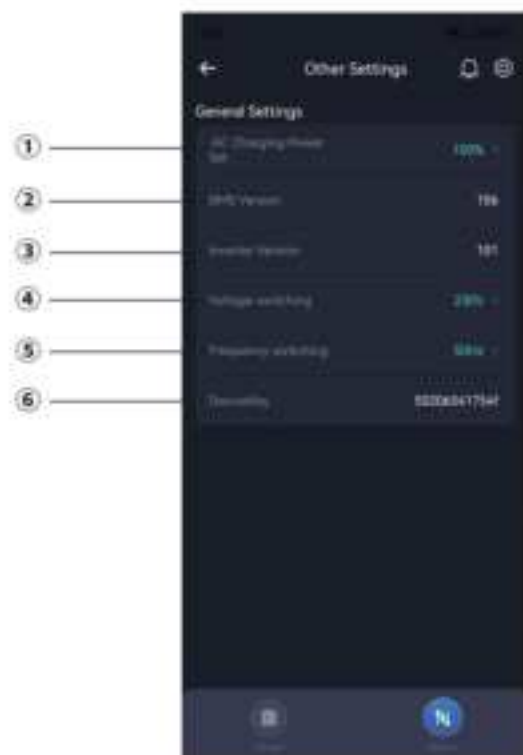 Other Settings
General Settings
① AC Charging Power
Set
100% >
② BMS Version
106
③ Inverter Version
101
④ Voltage switching
230V >
⑤ Frequency switching
50Hz >
⑥
N